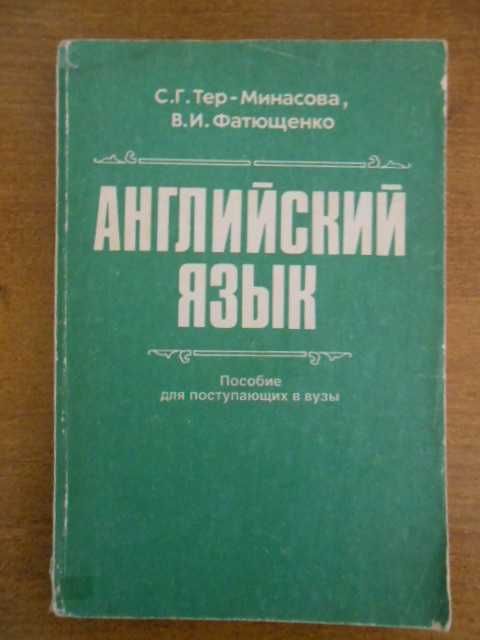 С.Г. Тер-Минасова,
В.И. Фатющенко
АНГЛИЙСКИЙ
ЯЗЫК
Пособие
для поступающих в вузы